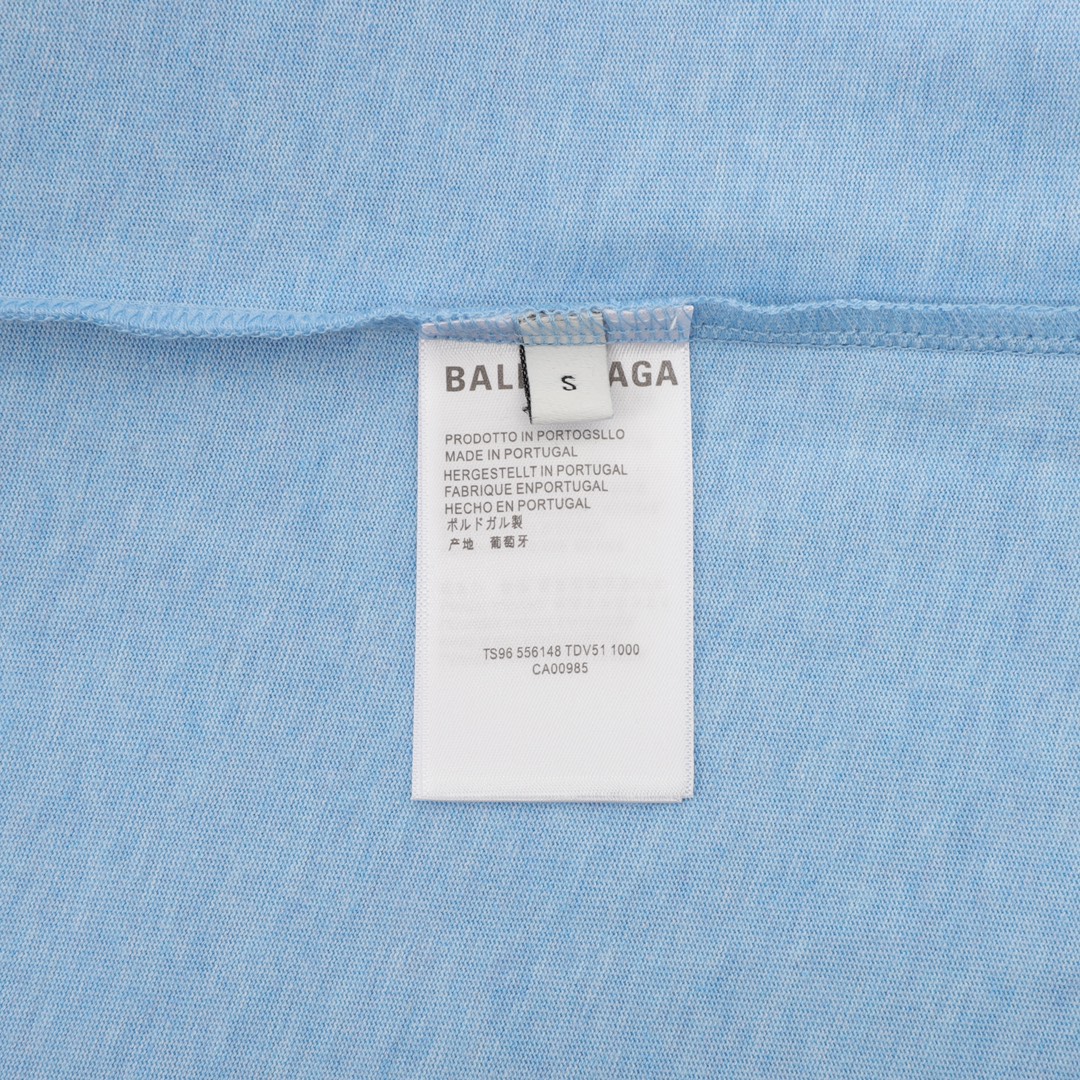 BAL AGA
S
PRODOTTO IN PORTOGSLLO
MADE IN PORTUGAL
HERGESTELLT IN PORTUGAL
FABRIQUE ENPORTUGAL
HECHO EN PORTUGAL
ポルドガル製
产地 葡萄牙
TS96 556148 TDV51 1000
CA00985